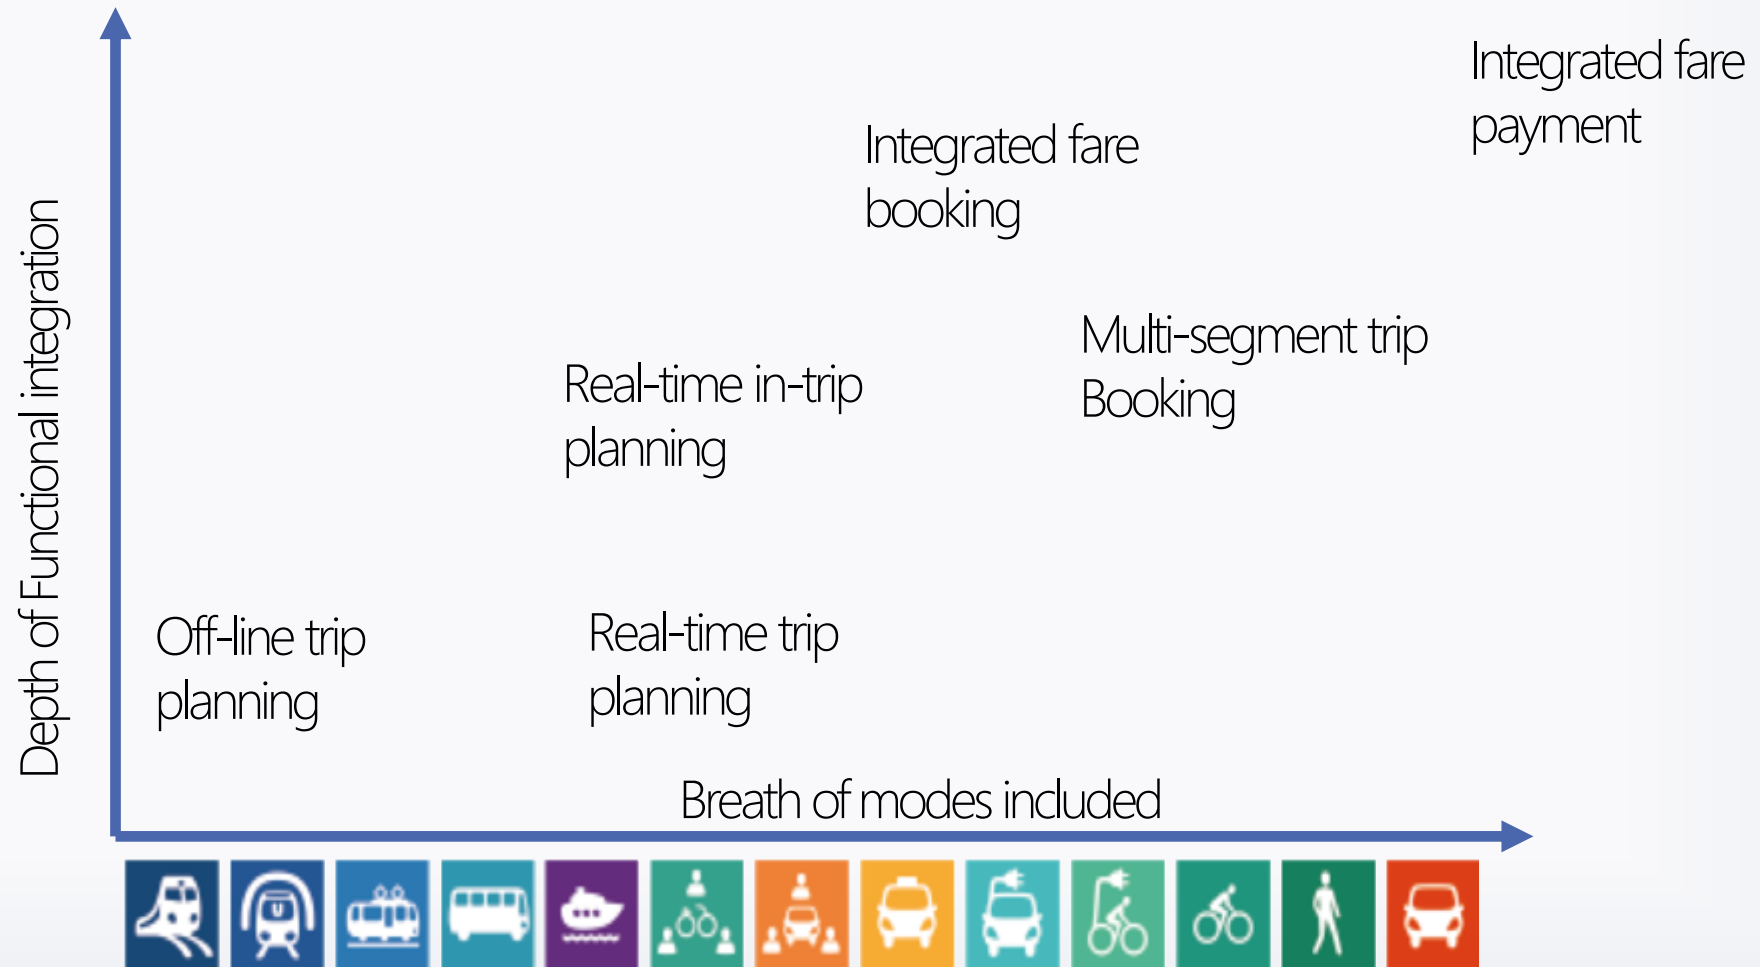 Integrated fare
payment
Integrated fare
booking
Multi-segment trip
Booking
Real-time in-trip
planning
Off-line trip
planning
Real-time trip
planning
Depth of Functional integration
Breath of modes included
U